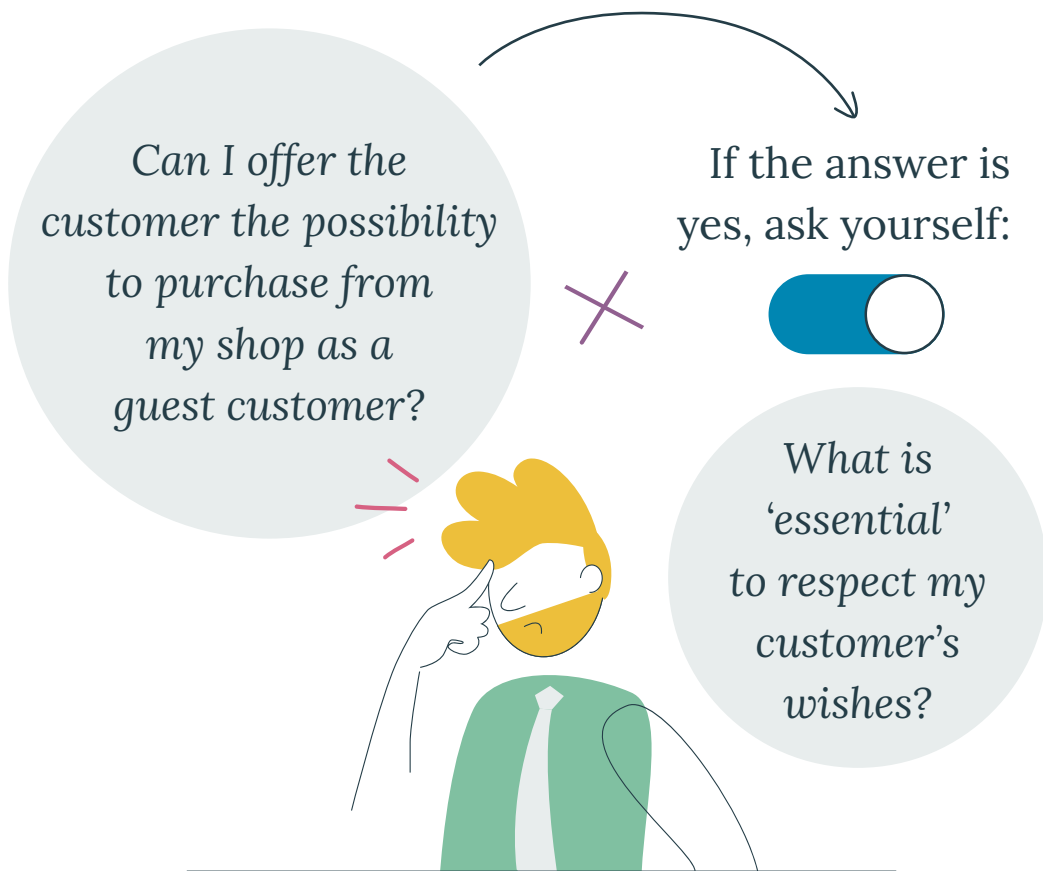 Can I offer the
customer the possibility
to purchase from
my shop as a
guest customer?
If the answer is
yes, ask yourself:
What is
‘essential’
to respect my
customer’s
wishes?